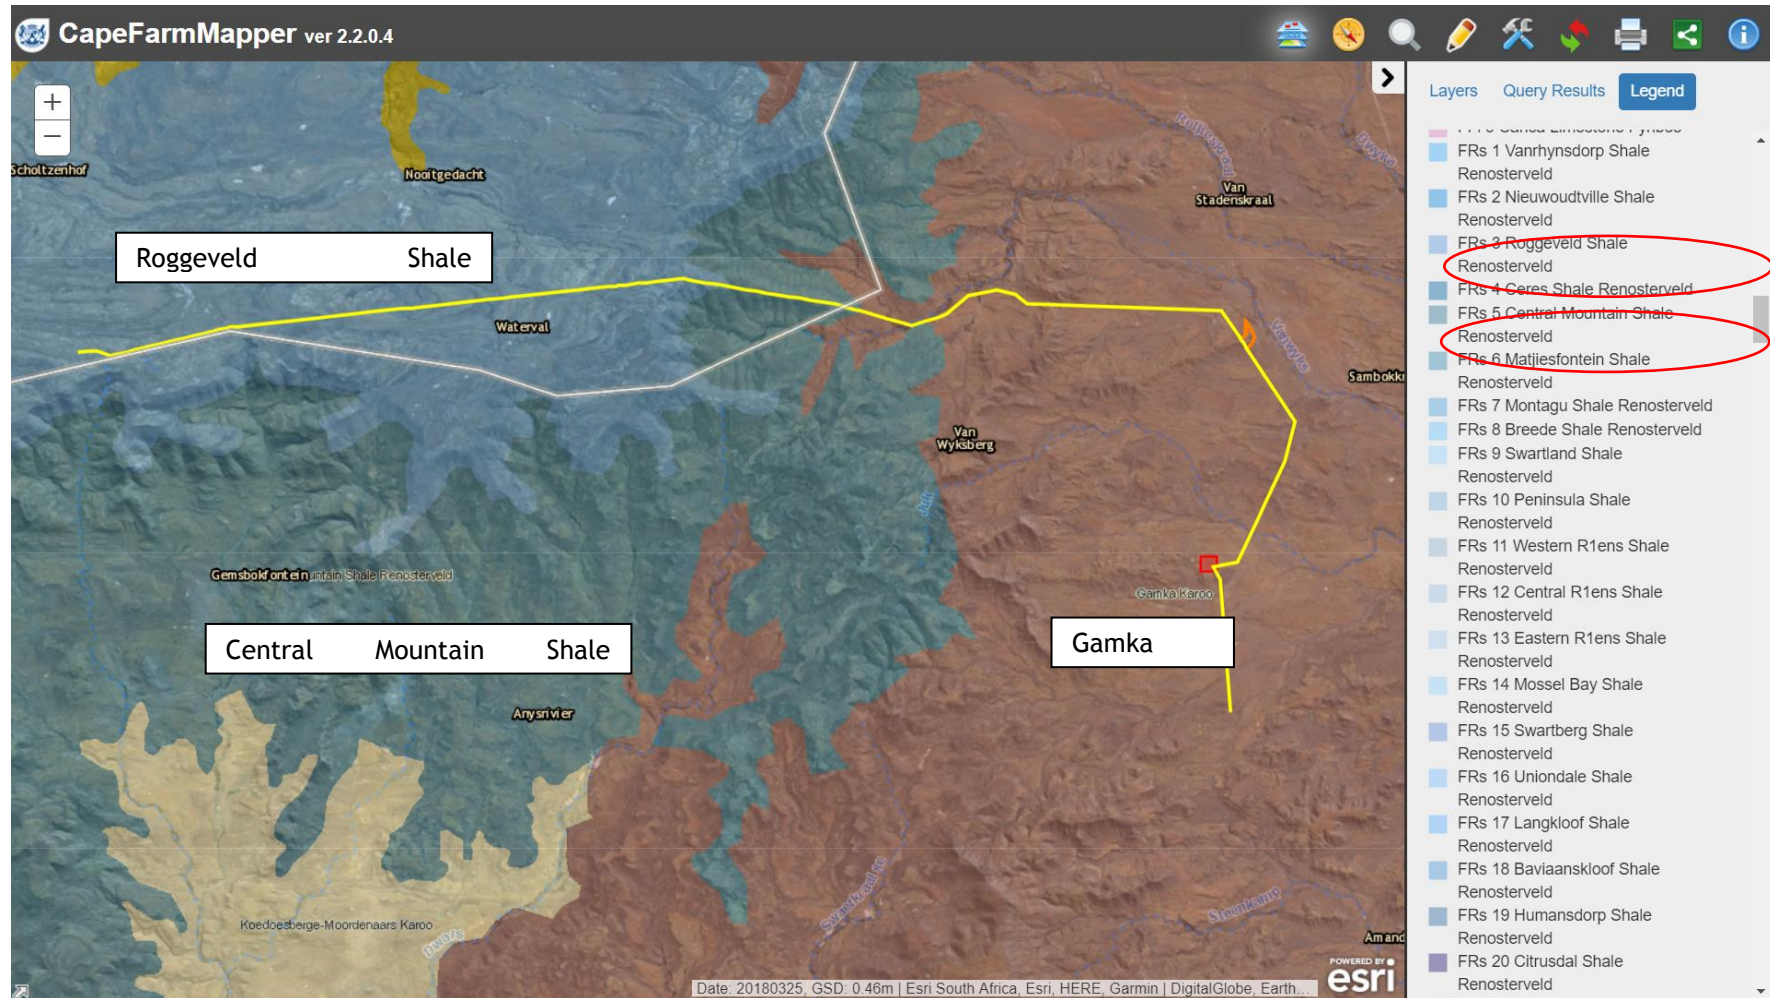 CapeFarmMapper ver 2.2.0.4
Layers Query Results Legend
Scholtzenhof
Nooitgedacht
Van
Stadenskraal
Dwyka
Roggeveld Shale
Waterval
Vanwyks
Van
Wyksberg
Juk
Gemsbokfontein
untain Shale Renosterveld
Gamka Karoo
Central Mountain Shale
Gamka
Anysrivier
Koedoesberge-Moordenaars Karoo
Dwars
Steenkamp
Amand
POWERED BY
esri
Date: 20180325, GSD: 0.46m | Esri South Africa, Esri, HERE, Garmin | DigitalGlobe, Earth...
FRs 1 Vanrhynsdorp Shale
Renosterveld
FRs 2 Nieuwoudtville Shale
Renosterveld
FRs 3 Roggeveld Shale
Renosterveld
FRs 4 Ceres Shale Renosterveld
FRs 5 Central Mountain Shale
Renosterveld
FRs 6 Matjiesfontein Shale
Renosterveld
FRs 7 Montagu Shale Renosterveld
FRs 8 Breede Shale Renosterveld
FRs 9 Swartland Shale
Renosterveld
FRs 10 Peninsula Shale
Renosterveld
FRs 11 Western R1ens Shale
Renosterveld
FRs 12 Central R1ens Shale
Renosterveld
FRs 13 Eastern R1ens Shale
Renosterveld
FRs 14 Mossel Bay Shale
Renosterveld
FRs 15 Swartberg Shale
Renosterveld
FRs 16 Uniondale Shale
Renosterveld
FRs 17 Langkloof Shale
Renosterveld
FRs 18 Baviaanskloof Shale
Renosterveld
FRs 19 Humansdorp Shale
Renosterveld
FRs 20 Citrusdal Shale
Renosterveld